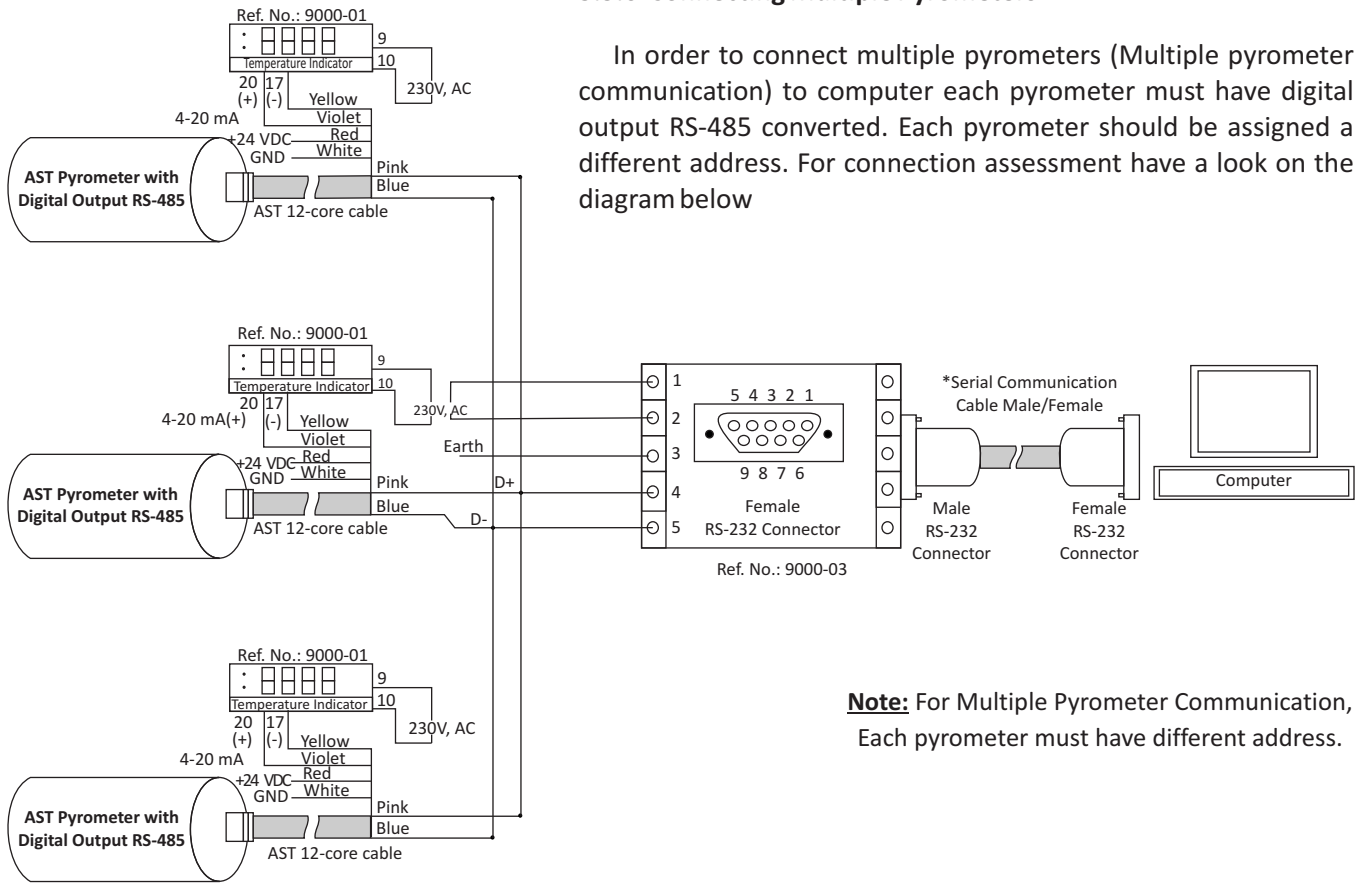 In order to connect multiple pyrometers (Multiple pyrometer
communication) to computer each pyrometer must have digital
output RS-485 converted. Each pyrometer should be assigned a
different address. For connection assessment have a look on the
diagram below
Ref. No.: 9000-01
Temperature Indicator
9
10
230V, AC
20 17
(+) (-)
4-20 mA
Yellow
Violet
+24 VDC Red
GND White
Pink
Blue
AST Pyrometer with
Digital Output RS-485
AST 12-core cable
Ref. No.: 9000-01
Temperature Indicator
9
10
230V, AC
20 17
4-20 mA(+) (-)
Yellow
Violet
+24 VDC Red
GND White
Pink
Blue
D+
D-
Earth
AST Pyrometer with
Digital Output RS-485
AST 12-core cable
1
2
3
4
5
5 4 3 2 1
9 8 7 6
Female
RS-232 Connector
Ref. No.: 9000-03
*Serial Communication
Cable Male/Female
Male
RS-232
Connector
Female
RS-232
Connector
Computer
Ref. No.: 9000-01
Temperature Indicator
9
10
230V, AC
20 17
(+) (-)
4-20 mA
Yellow
Violet
+24 VDC Red
GND White
Pink
Blue
AST Pyrometer with
Digital Output RS-485
AST 12-core cable
Note: For Multiple Pyrometer Communication,
Each pyrometer must have different address.